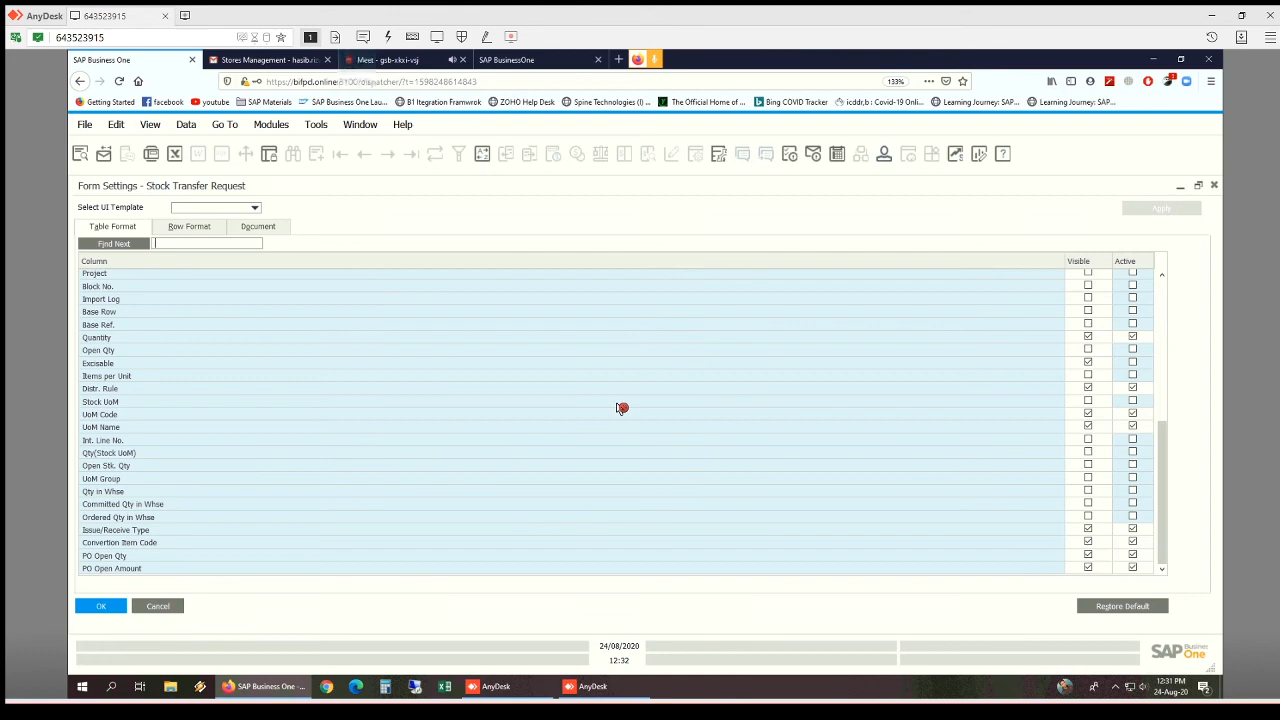 AnyDesk 643523915
643523915 1
SAP Business One Stores Management - hasib.ris Meet - gsb-xkxi-vsj SAP BusinessOne
https://bifpd.online:8100/dispatcher/?t=1598248614843 133%
Getting Started facebook youtube SAP Materials SAP Business One Lau... B1 Itegration Framwrok ZOHO Help Desk Spine Technologies (I) ... The Official Home of ... Bing COVID Tracker icddr,b : Covid-19 Onli... Learning Journey: SAP... Learning Journey: SAP...
File Edit View Data Go To Modules Tools Window Help
Form Settings - Stock Transfer Request
Select UI Template Apply
Table Format Row Format Document
Find Next
Column Visible Active
Project
Block No.
Import Log
Base Row
Base Ref.
Quantity
Open Qty
Excisable
Items per Unit
Distr. Rule
Stock UoM
UoM Code
UoM Name
Int. Line No.
Qty(Stock UoM)
Open Stk. Qty
UoM Group
Qty in Whse
Committed Qty in Whse
Ordered Qty in Whse
Issue/Receive Type
Convertion Item Code
PO Open Qty
PO Open Amount
OK Cancel Restore Default
24/08/2020
12:32
SAP Business One
SAP Business One -... AnyDesk AnyDesk
12:31 PM
24-Aug-20 2